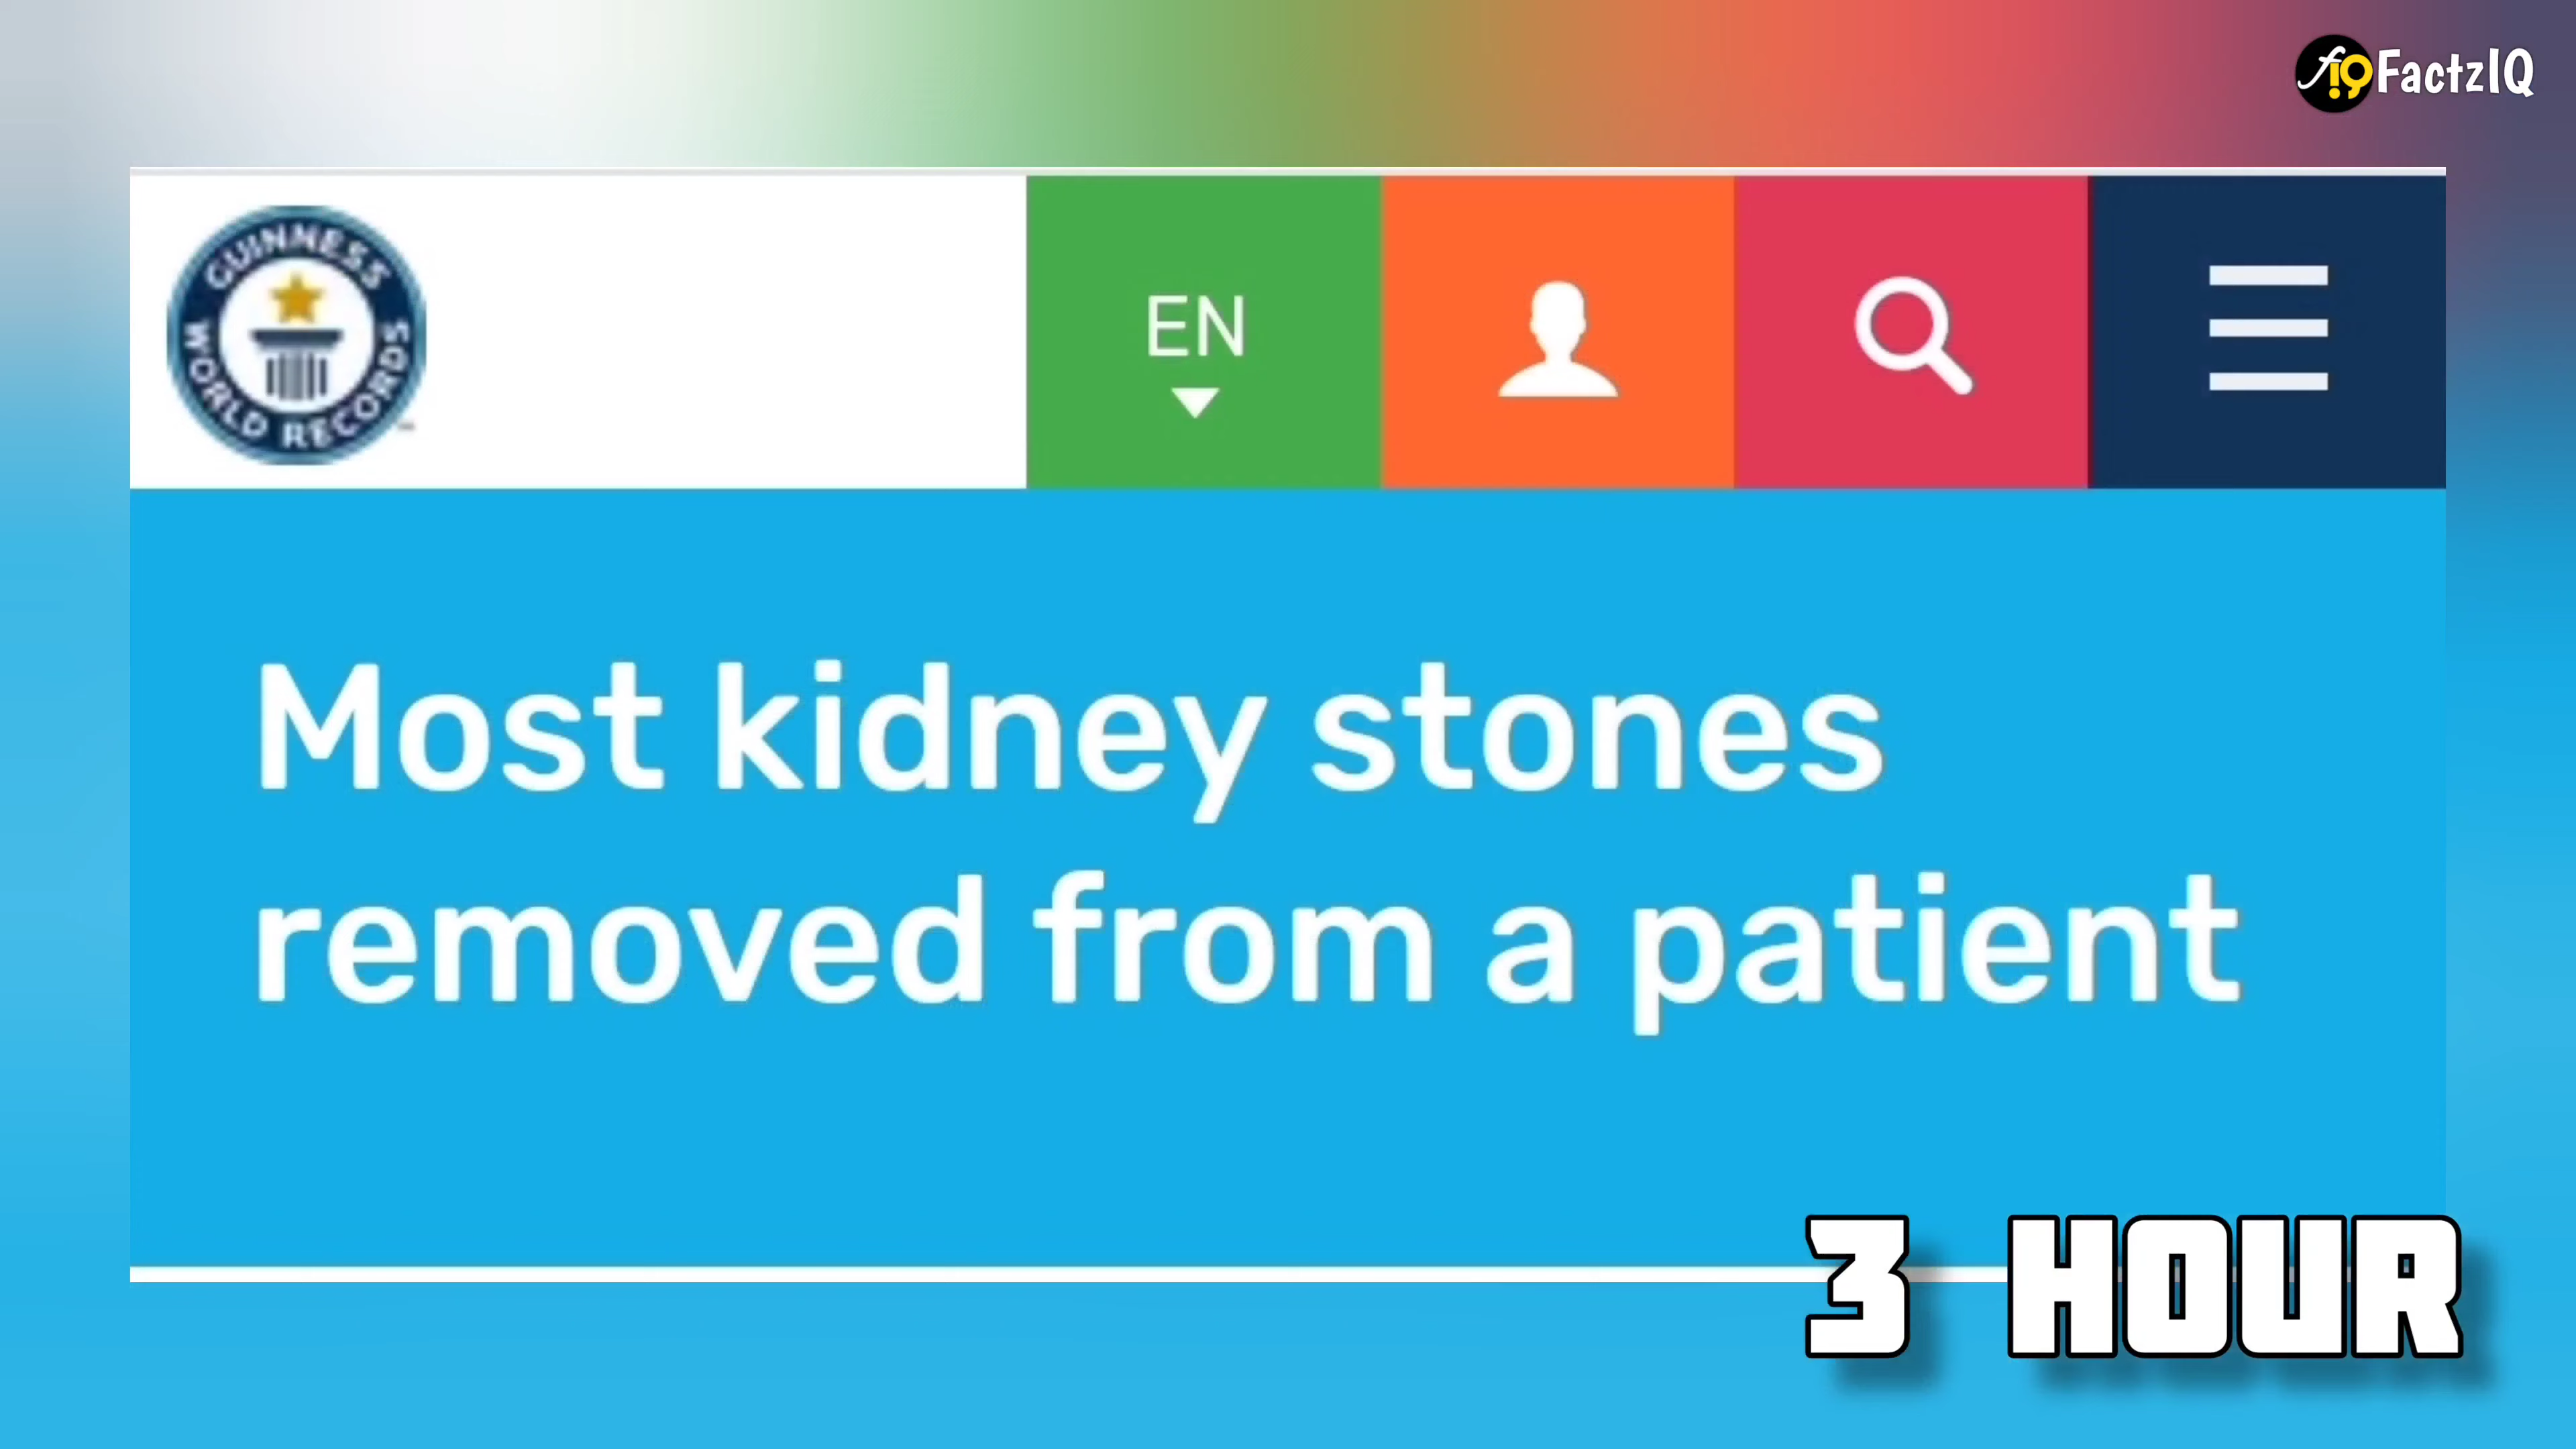 FactzIQ
GUINNESS
WORLD RECORDS
EN
Most kidney stones
removed from a patient
3 HOUR